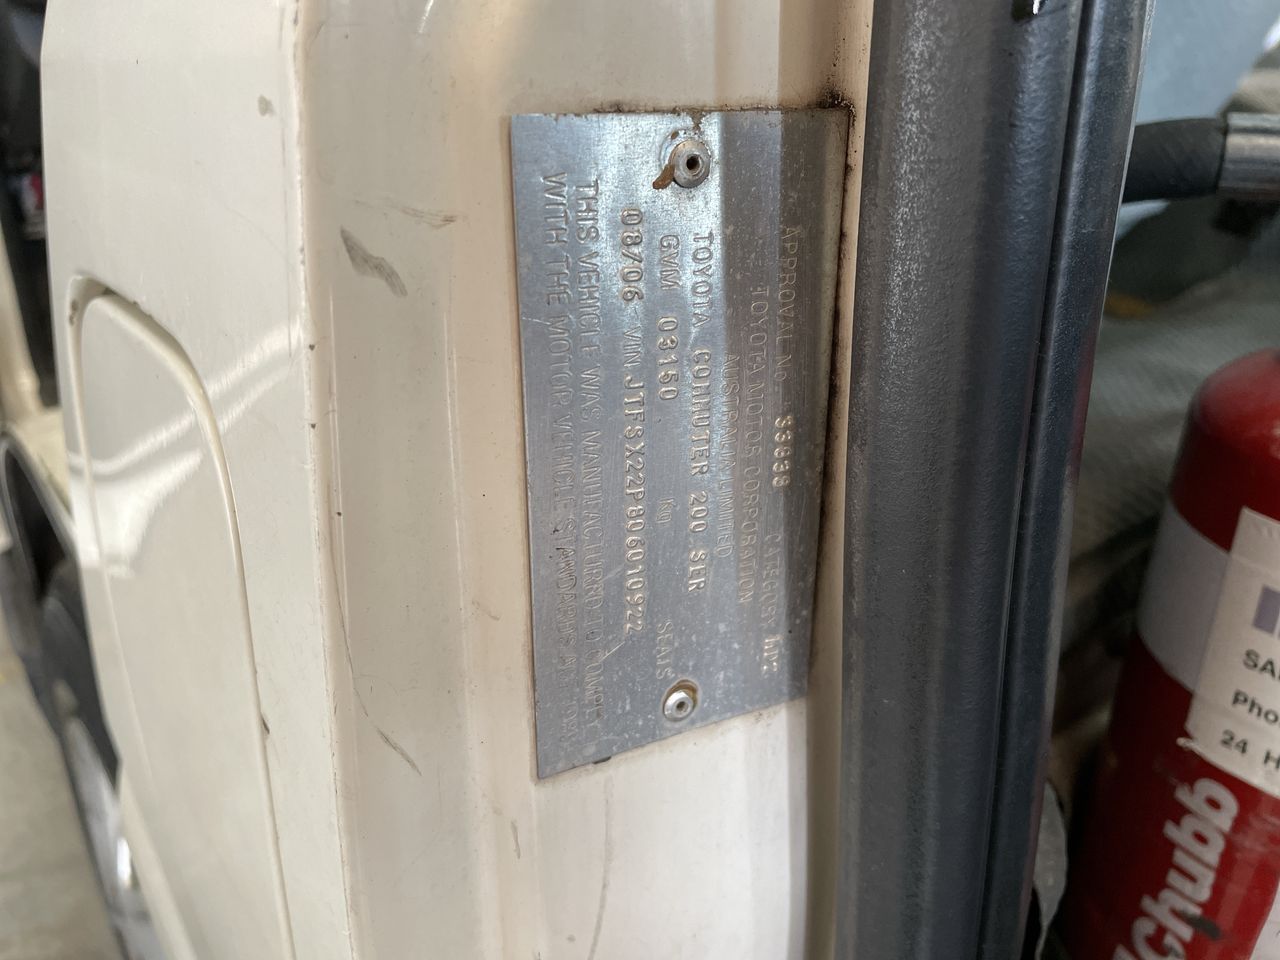 APPROVAL No. 33838 CATEGORY MD2
TOYOTA MOTOR CORPORATION
AUSTRALIA LIMITED
TOYOTA COMMUTER 200 SER
GVM 03150 Kg SEATS
08/06 VIN JTFSX22P806010922
THIS VEHICLE WAS MANUFACTURED TO COMPLY
WITH THE MOTOR VEHICLE STANDARDS ACT
Chubb
24